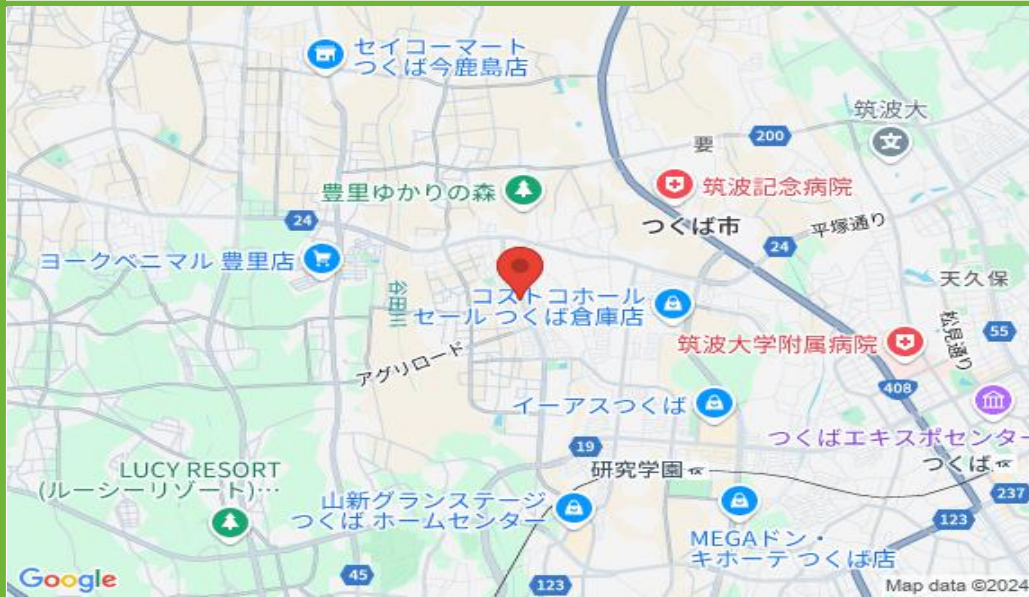 セイコーマート
つくば今鹿島店
筑波大
200
要
豊里ゆかりの森
筑波記念病院
24
つくば市
平塚通り
24
ヨークベニマル 豊里店
谷田川
コストコホール
セール つくば倉庫店
天久保
松見通り
55
筑波大学附属病院
アグリロード
408
イーアスつくば
つくばエキスポセンター
19
研究学園
つくば
LUCY RESORT
(ルーシーリゾート)…
山新グランステージ
つくば ホームセンター
237
123
MEGAドン・
キホーテ つくば店
45
123
Google
Map data ©2024